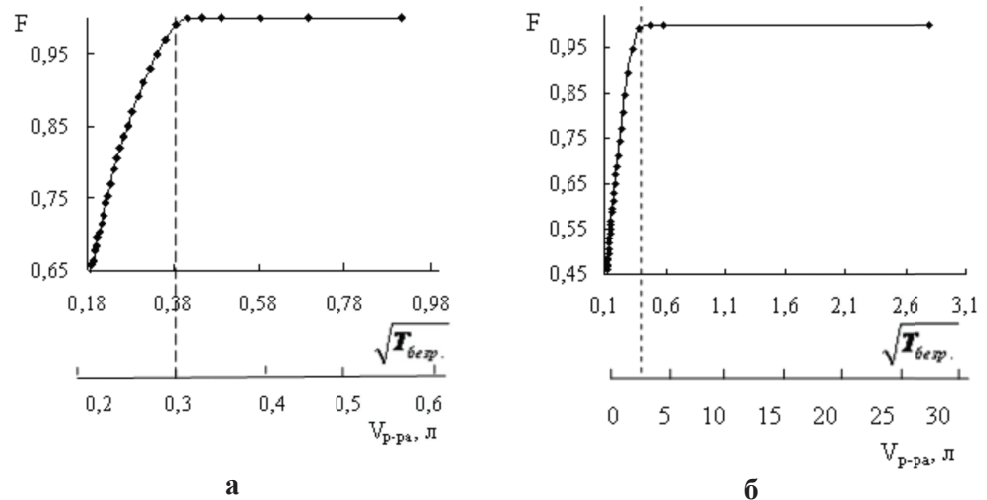 F
0,95
0,85
0,75
0,65
0,18 0,38 0,58 0,78 0,98
√T безр.
0,2 0,3 0,4 0,5 0,6
Vр-ра, л
а
F
0,95
0,85
0,75
0,65
0,55
0,45
0,1 0,6 1,1 1,6 2,1 2,6 3,1
√T безр.
0 5 10 15 20 25 30
Vр-ра, л
б